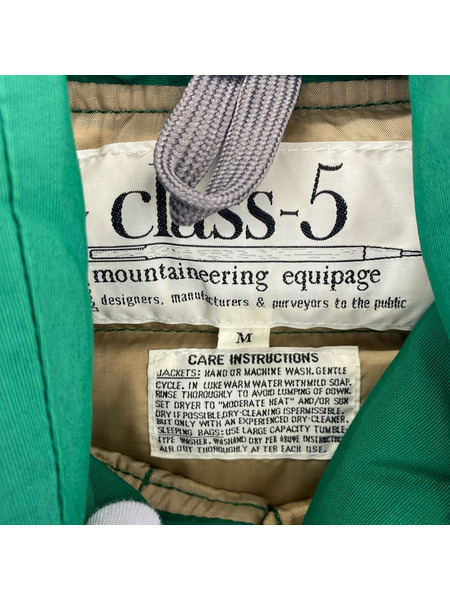 class-5
mountaineering equipage
designers, manufacturers & purveyors to the public
M
CARE INSTRUCTIONS
JACKETS: HAND OR MACHINE WASH, GENTLE
CYCLE, IN LUKEWARM WATER WITH MILD SOAP.
RINSE THOROUGHLY TO AVOID LUMPING OF DOWN.
SET DRYER TO "MODERATE HEAT" AND/OR SUN
DRY IF POSSIBLE. DRY-CLEANING IS PERMISSIBLE,
BUT ONLY WITH AN EXPERIENCED DRY-CLEANER.
SLEEPING BAGS: USE LARGE CAPACITY TUMBLE-
TYPE WASHER. WASH AND DRY PER ABOVE INSTRUCT
AIR OUT THOROUGHLY AFTER EACH USE.